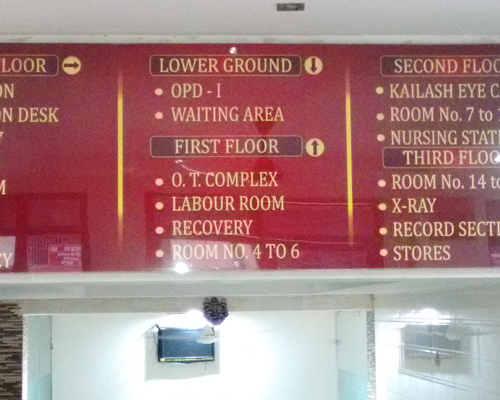 LOOR
ON
ON DESK
Y
M
EY
LOWER GROUND
OPD - I
WAITING AREA
FIRST FLOOR
O. T. COMPLEX
LABOUR ROOM
RECOVERY
ROOM NO. 4 TO 6
SECOND FLOO
KAILASH EYE C
ROOM No. 7 to
NURSING STATI
THIRD FLOO
ROOM No. 14 to
X-RAY
RECORD SECTI
STORES